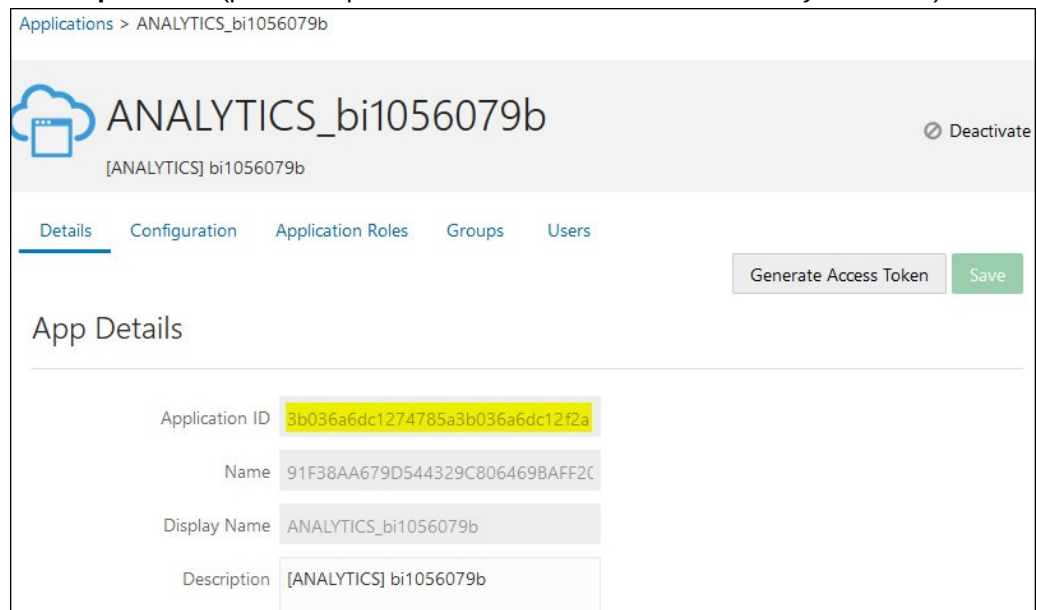 Applications > ANALYTICS_bi1056079b
ANALYTICS_bi1056079b
Deactivate
[ANALYTICS] bi1056079b
Details Configuration Application Roles Groups Users
Generate Access Token Save
App Details
Application ID 3b036a6dc1274785a3b036a6dc12f2a
Name 91F38AA679D544329C806469BAFF2
Display Name ANALYTICS_bi1056079b
Description [ANALYTICS] bi1056079b